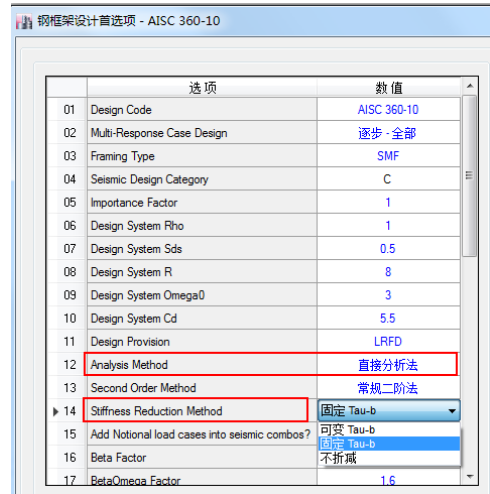 钢框架设计首选项 - AISC 360-10
选项 数值
01 Design Code AISC 360-10
02 Multi-Response Case Design 逐步 - 全部
03 Framing Type SMF
04 Seismic Design Category C
05 Importance Factor 1
06 Design System Rho 1
07 Design System Sds 0.5
08 Design System R 8
09 Design System Omega0 3
10 Design System Cd 5.5
11 Design Provision LRFD
12 Analysis Method 直接分析法
13 Second Order Method 常规二阶法
14 Stiffness Reduction Method 固定 Tau-b
15 Add Notional load cases into seismic combos? 可变 Tau-b
固定 Tau-b
16 Beta Factor 不折减
17 BetaOmega Factor 1.6